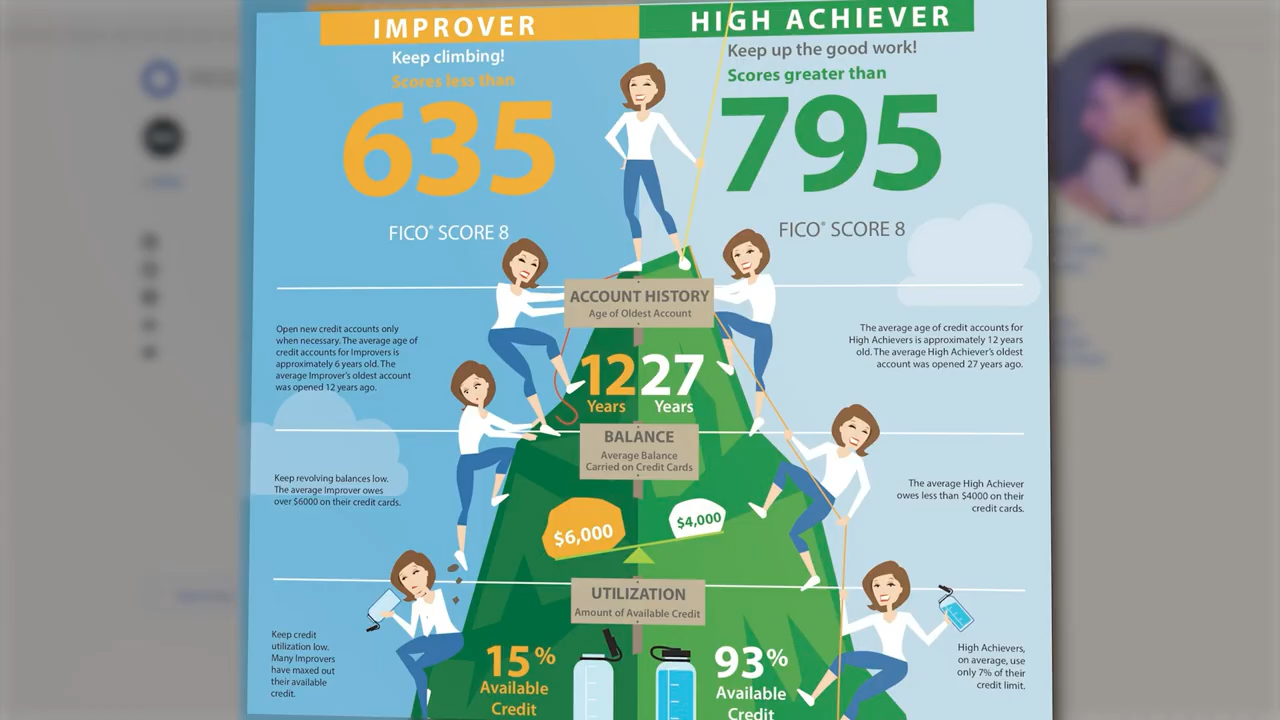 IMPROVER
Keep climbing!
Scores less than
635
FICO® SCORE 8
HIGH ACHIEVER
Keep up the good work!
Scores greater than
795
FICO® SCORE 8
ACCOUNT HISTORY
Age of Oldest Account
Open new credit accounts only
when necessary. The average age of
credit accounts for Improvers is
approximately 6 years old. The
average Improver's oldest account
was opened 12 years ago.
12
Years
27
Years
The average age of credit accounts for
High Achievers is approximately 12 years
old. The average High Achiever's oldest
account was opened 27 years ago.
BALANCE
Average Balance
Carried on Credit Cards
Keep revolving balances low.
The average Improver owes
over $6000 on their credit cards.
$6,000
$4,000
The average High Achiever
owes less than $4000 on their
credit cards.
UTILIZATION
Amount of Available Credit
Keep credit
utilization low.
Many Improvers
have maxed out
their available
credit.
15%
Available
Credit
93%
Available
Credit
High Achievers,
on average, use
only 7% of their
credit limit.